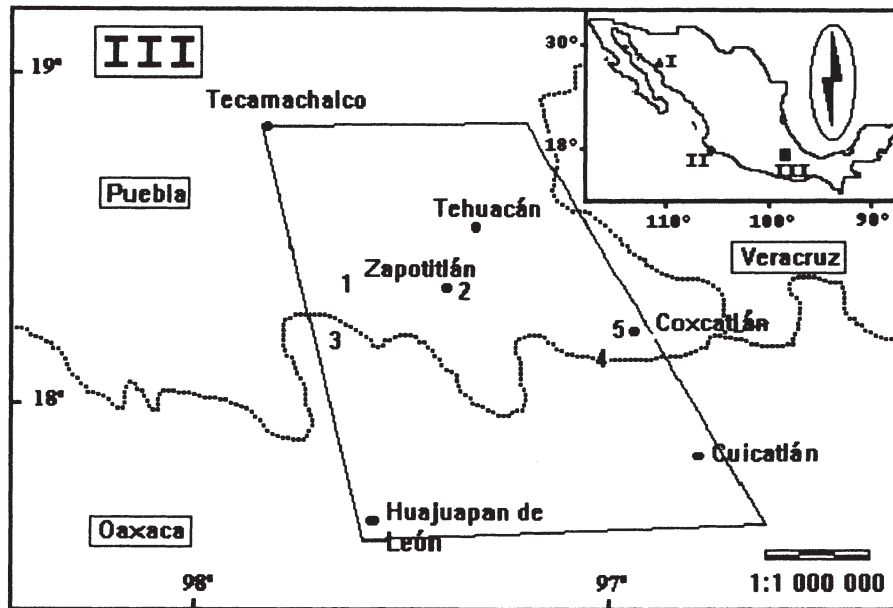 III
19°
Tecamachalco
Puebla
Tehuacán
Zapotitlán
1
2
3
4
5
Coxcatlán
Veracruz
18°
Cuicatlán
Oaxaca
Huajuapan de
León
98°
97°
1:1 000 000
30°
18°
I
II
III
110°
100°
90°